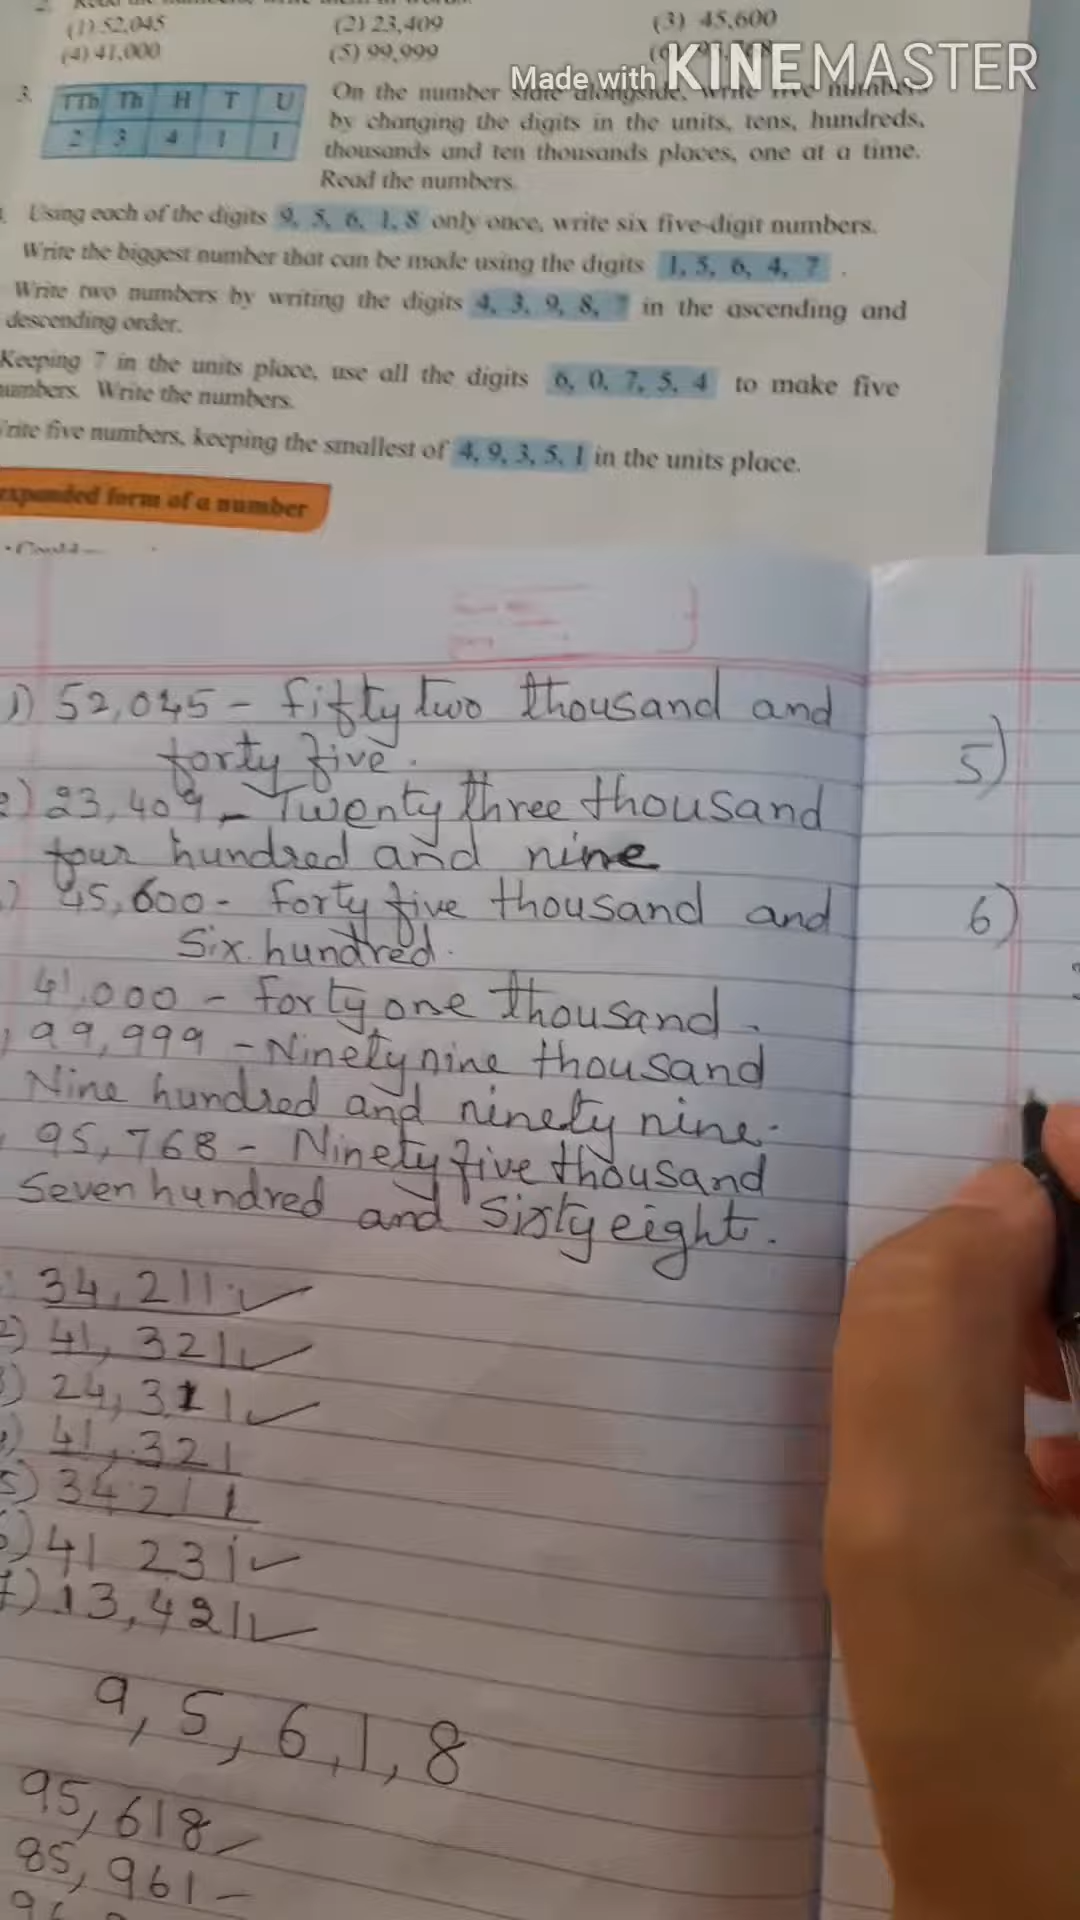 (1) 52,045 (2) 23,409 (3) 45,600
(4) 41,000 (5) 99,999
Made with KINEMASTER
3. TTh Th H T U
2 3 4 1 1
On the number slate alongside, write five numbers
by changing the digits in the units, tens, hundreds,
thousands and ten thousands places, one at a time.
Read the numbers.
Using each of the digits 9, 5, 6, 1, 8 only once, write six five-digit numbers.
Write the biggest number that can be made using the digits 1, 5, 6, 4, 7 .
Write two numbers by writing the digits 4, 3, 9, 8, 7 in the ascending and
descending order.
Keeping 7 in the units place, use all the digits 6, 0, 7, 5, 4 to make five
numbers. Write the numbers.
Write five numbers, keeping the smallest of 4, 9, 3, 5, 1 in the units place.
expanded form of a number
1) 52,045 - fifty two thousand and
forty five.
2) 23,409 - Twenty three thousand
four hundred and nine
) 45,600 - forty five thousand and
Six hundred.
41,000 - forty one thousand.
99,999 - Ninety nine thousand
Nine hundred and ninety nine.
95,768 - Ninety five thousand
Seven hundred and Sixty eight.
34,211 ✓
2) 41,321 ✓
) 24,311 ✓
) 41,321
5) 34211
6) 41 231 ✓
7) 13,421 ✓
9, 5, 6, 1, 8
95,618
85,961
5)
6)